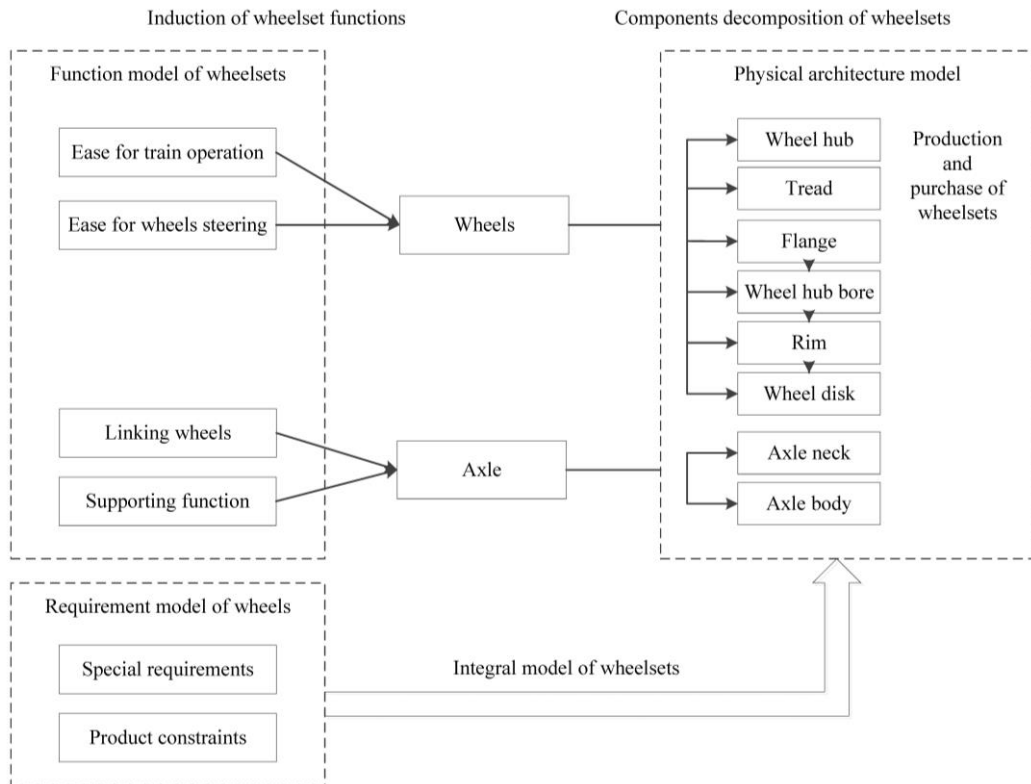 Induction of wheelset functions
Components decomposition of wheelsets
Function model of wheelsets
Ease for train operation
Ease for wheels steering
Linking wheels
Supporting function
Wheels
Axle
Physical architecture model
Wheel hub
Tread
Flange
Wheel hub bore
Rim
Wheel disk
Axle neck
Axle body
Production
and
purchase of
wheelsets
Requirement model of wheels
Special requirements
Product constraints
Integral model of wheelsets